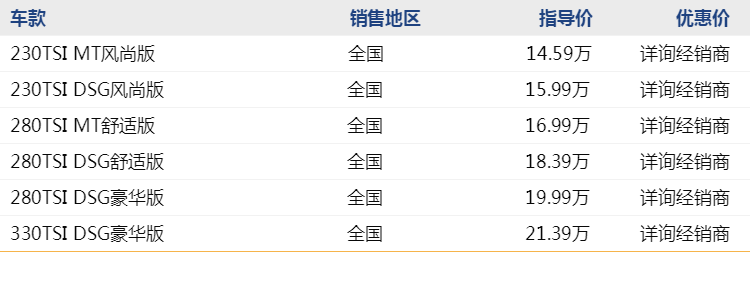 车款 销售地区 指导价 优惠价
230TSI MT风尚版 全国 14.59万 详询经销商
230TSI DSG风尚版 全国 15.99万 详询经销商
280TSI MT舒适版 全国 16.99万 详询经销商
280TSI DSG舒适版 全国 18.39万 详询经销商
280TSI DSG豪华版 全国 19.99万 详询经销商
330TSI DSG豪华版 全国 21.39万 详询经销商